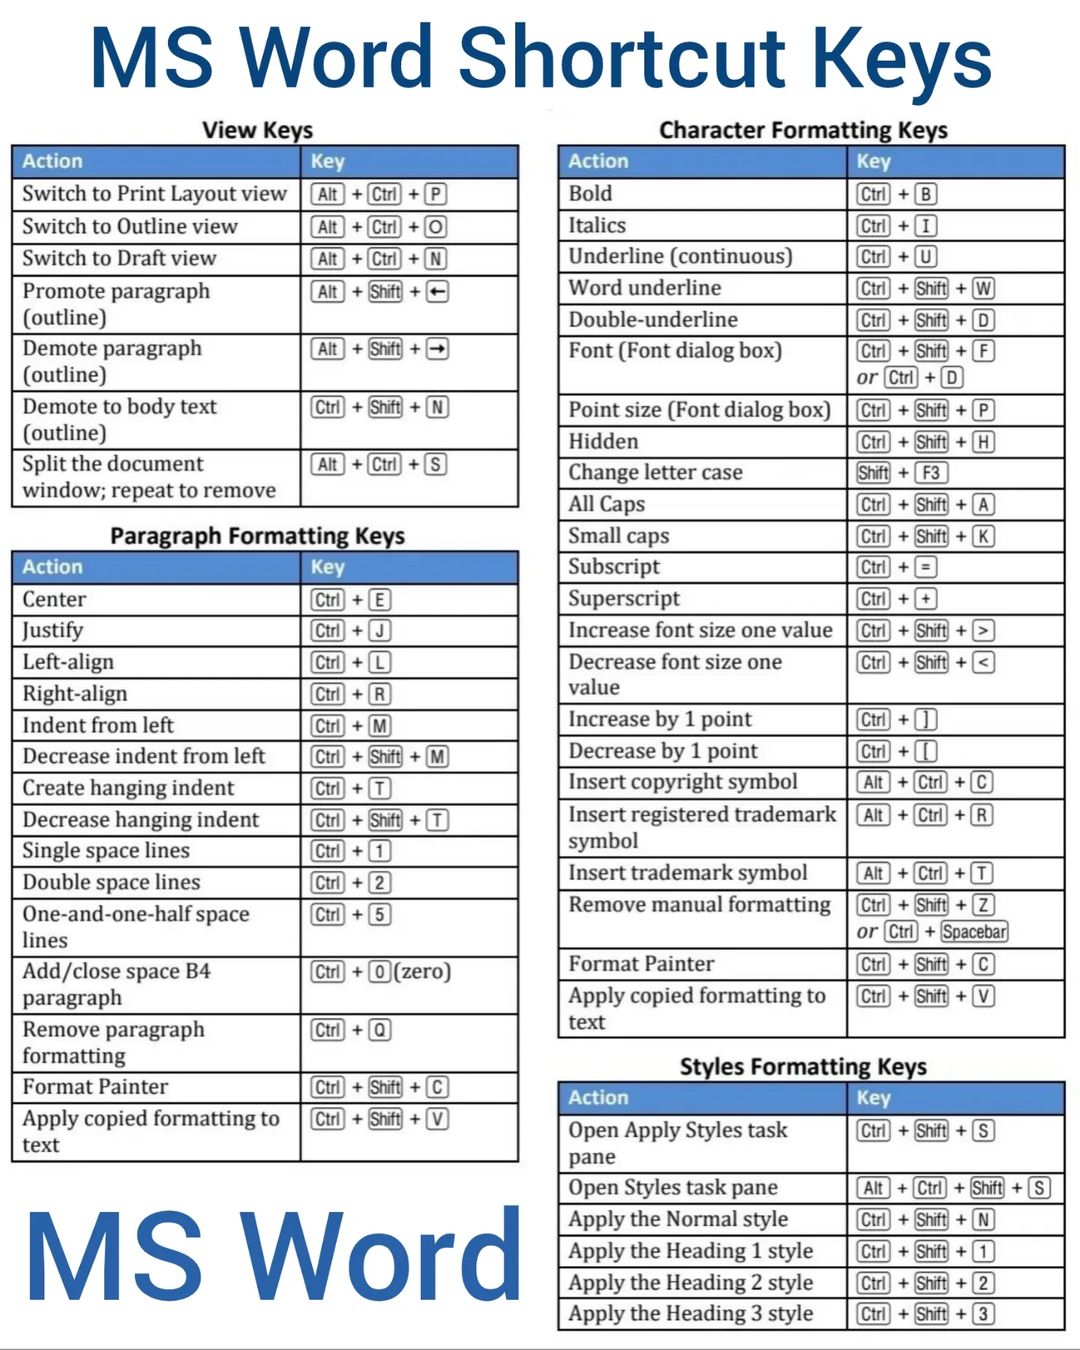 MS Word Shortcut Keys
View Keys
Action Key
Switch to Print Layout view Alt + Ctrl + P
Switch to Outline view Alt + Ctrl + O
Switch to Draft view Alt + Ctrl + N
Promote paragraph Alt + Shift + ←
(outline)
Demote paragraph Alt + Shift + →
(outline)
Demote to body text Ctrl + Shift + N
(outline)
Split the document Alt + Ctrl + S
window; repeat to remove
Paragraph Formatting Keys
Action Key
Center Ctrl + E
Justify Ctrl + J
Left-align Ctrl + L
Right-align Ctrl + R
Indent from left Ctrl + M
Decrease indent from left Ctrl + Shift + M
Create hanging indent Ctrl + T
Decrease hanging indent Ctrl + Shift + T
Single space lines Ctrl + 1
Double space lines Ctrl + 2
One-and-one-half space Ctrl + 5
lines
Add/close space B4 Ctrl + 0 (zero)
paragraph
Remove paragraph Ctrl + Q
formatting
Format Painter Ctrl + Shift + C
Apply copied formatting to Ctrl + Shift + V
text
MS Word
Character Formatting Keys
Action Key
Bold Ctrl + B
Italics Ctrl + I
Underline (continuous) Ctrl + U
Word underline Ctrl + Shift + W
Double-underline Ctrl + Shift + D
Font (Font dialog box) Ctrl + Shift + F
or Ctrl + D
Point size (Font dialog box) Ctrl + Shift + P
Hidden Ctrl + Shift + H
Change letter case Shift + F3
All Caps Ctrl + Shift + A
Small caps Ctrl + Shift + K
Subscript Ctrl + =
Superscript Ctrl + +
Increase font size one value Ctrl + Shift + >
Decrease font size one Ctrl + Shift + <
value
Increase by 1 point Ctrl + ]
Decrease by 1 point Ctrl + [
Insert copyright symbol Alt + Ctrl + C
Insert registered trademark Alt + Ctrl + R
symbol
Insert trademark symbol Alt + Ctrl + T
Remove manual formatting Ctrl + Shift + Z
or Ctrl + Spacebar
Format Painter Ctrl + Shift + C
Apply copied formatting to Ctrl + Shift + V
text
Styles Formatting Keys
Action Key
Open Apply Styles task Ctrl + Shift + S
pane
Open Styles task pane Alt + Ctrl + Shift + S
Apply the Normal style Ctrl + Shift + N
Apply the Heading 1 style Ctrl + Shift + 1
Apply the Heading 2 style Ctrl + Shift + 2
Apply the Heading 3 style Ctrl + Shift + 3